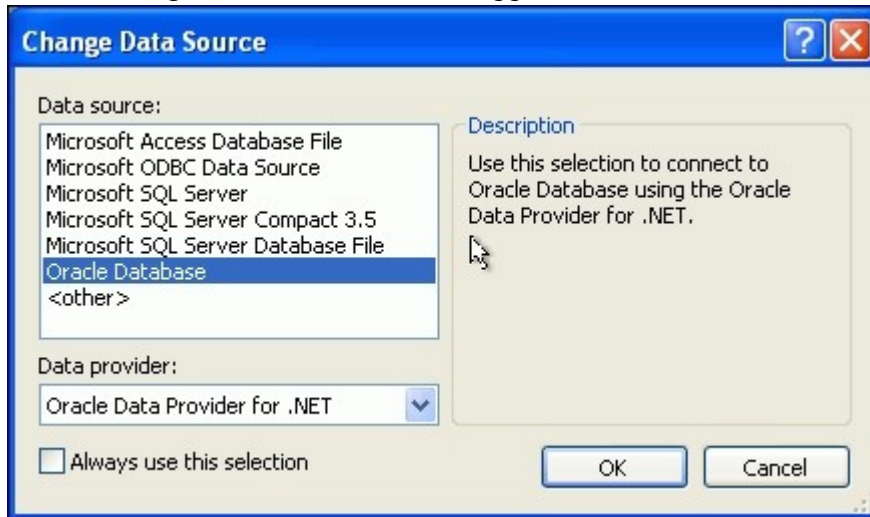 Change Data Source
Data source:
Microsoft Access Database File
Microsoft ODBC Data Source
Microsoft SQL Server
Microsoft SQL Server Compact 3.5
Microsoft SQL Server Database File
Oracle Database
<other>
Description
Use this selection to connect to
Oracle Database using the Oracle
Data Provider for .NET.
Data provider:
Oracle Data Provider for .NET
Always use this selection
OK
Cancel